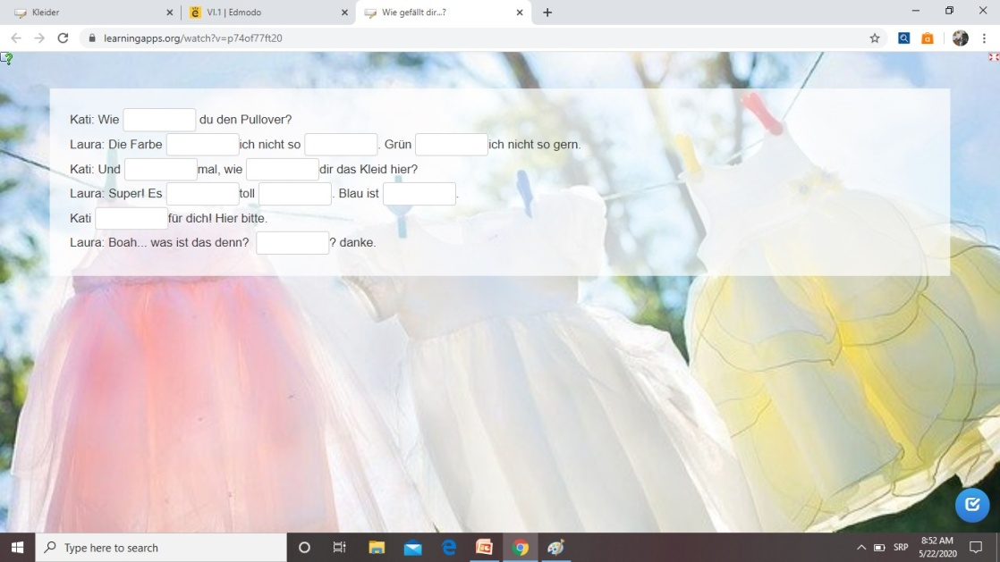 Kleider
VI.1 | Edmodo
Wie gefällt dir...?
learningapps.org/watch?v=p74of77ft20
Kati: Wie du den Pullover?
Laura: Die Farbe ich nicht so . Grün ich nicht so gern.
Kati: Und mal, wie dir das Kleid hier?
Laura: Super! Es toll . Blau ist .
Kati für dich! Hier bitte.
Laura: Boah... was ist das denn? ? danke.
Type here to search
SRP
8:52 AM
5/22/2020